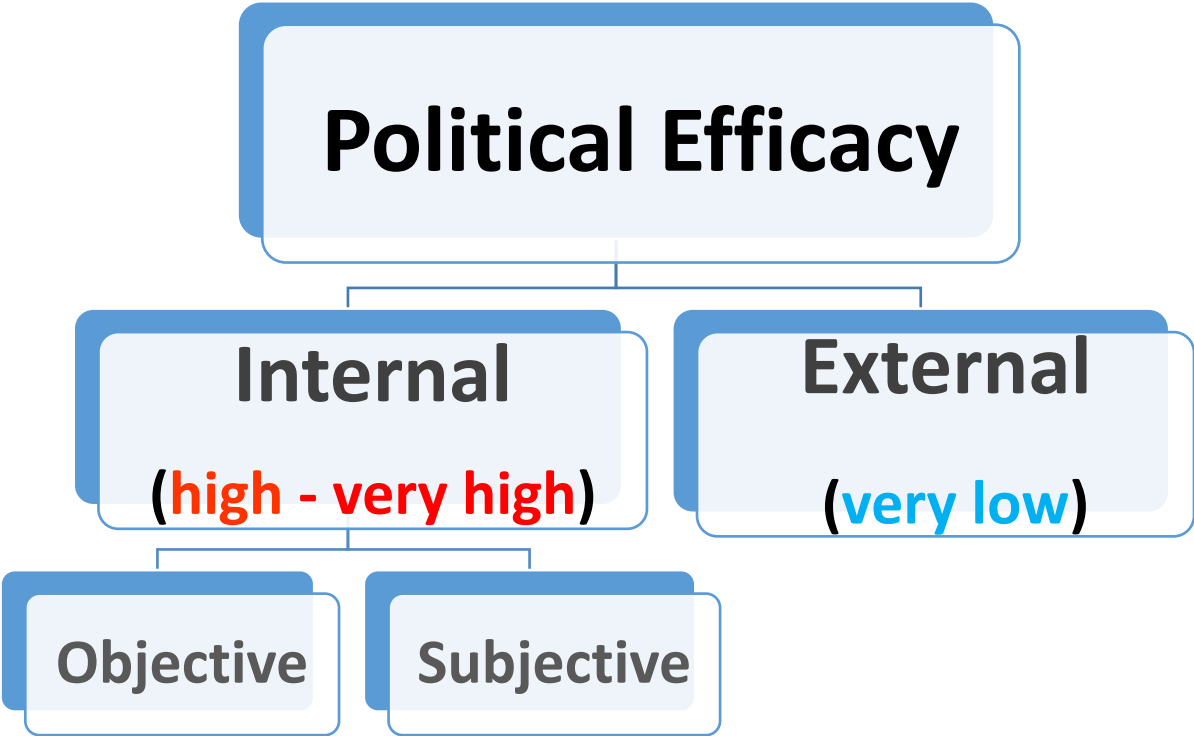 Political Efficacy
Internal
(high - very high)
External
(very low)
Objective
Subjective